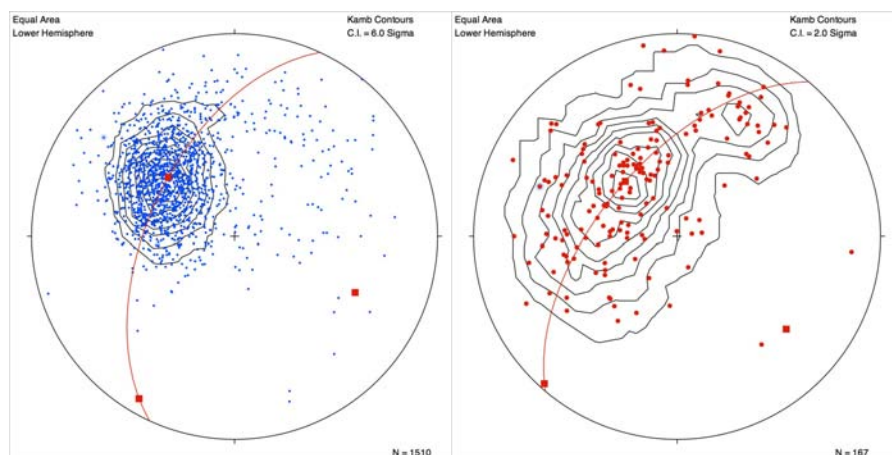 Equal Area
Lower Hemisphere
Kamb Contours
C.I. = 6.0 Sigma
N = 1510
Equal Area
Lower Hemisphere
Kamb Contours
C.I. = 2.0 Sigma
N = 167